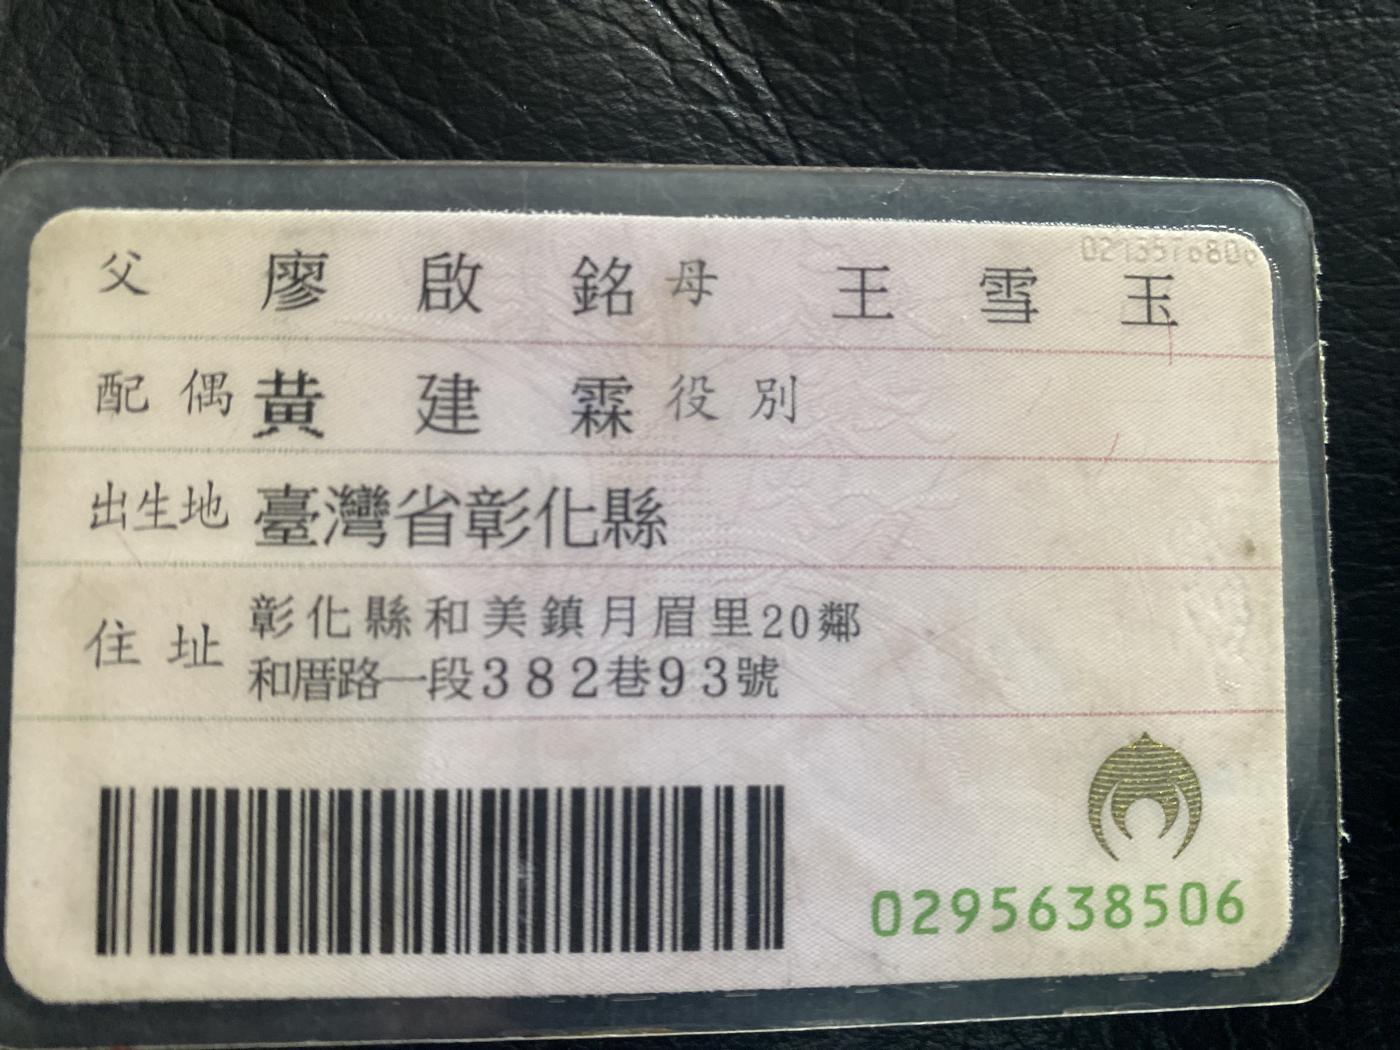 父 廖啟銘 母 王雪玉
配偶 黃建霖 役別
出生地 臺灣省彰化縣
住址 彰化縣和美鎮月眉里20鄰
和厝路一段382巷93號
0295638506